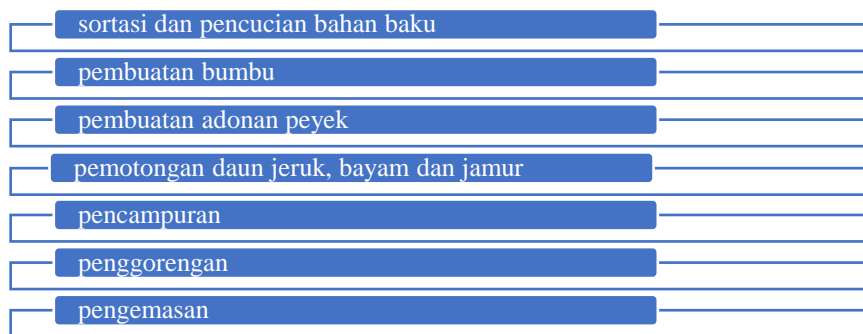 sortasi dan pencucian bahan baku
pembuatan bumbu
pembuatan adonan peyek
pemotongan daun jeruk, bayam dan jamur
pencampuran
penggorengan
pengemasan